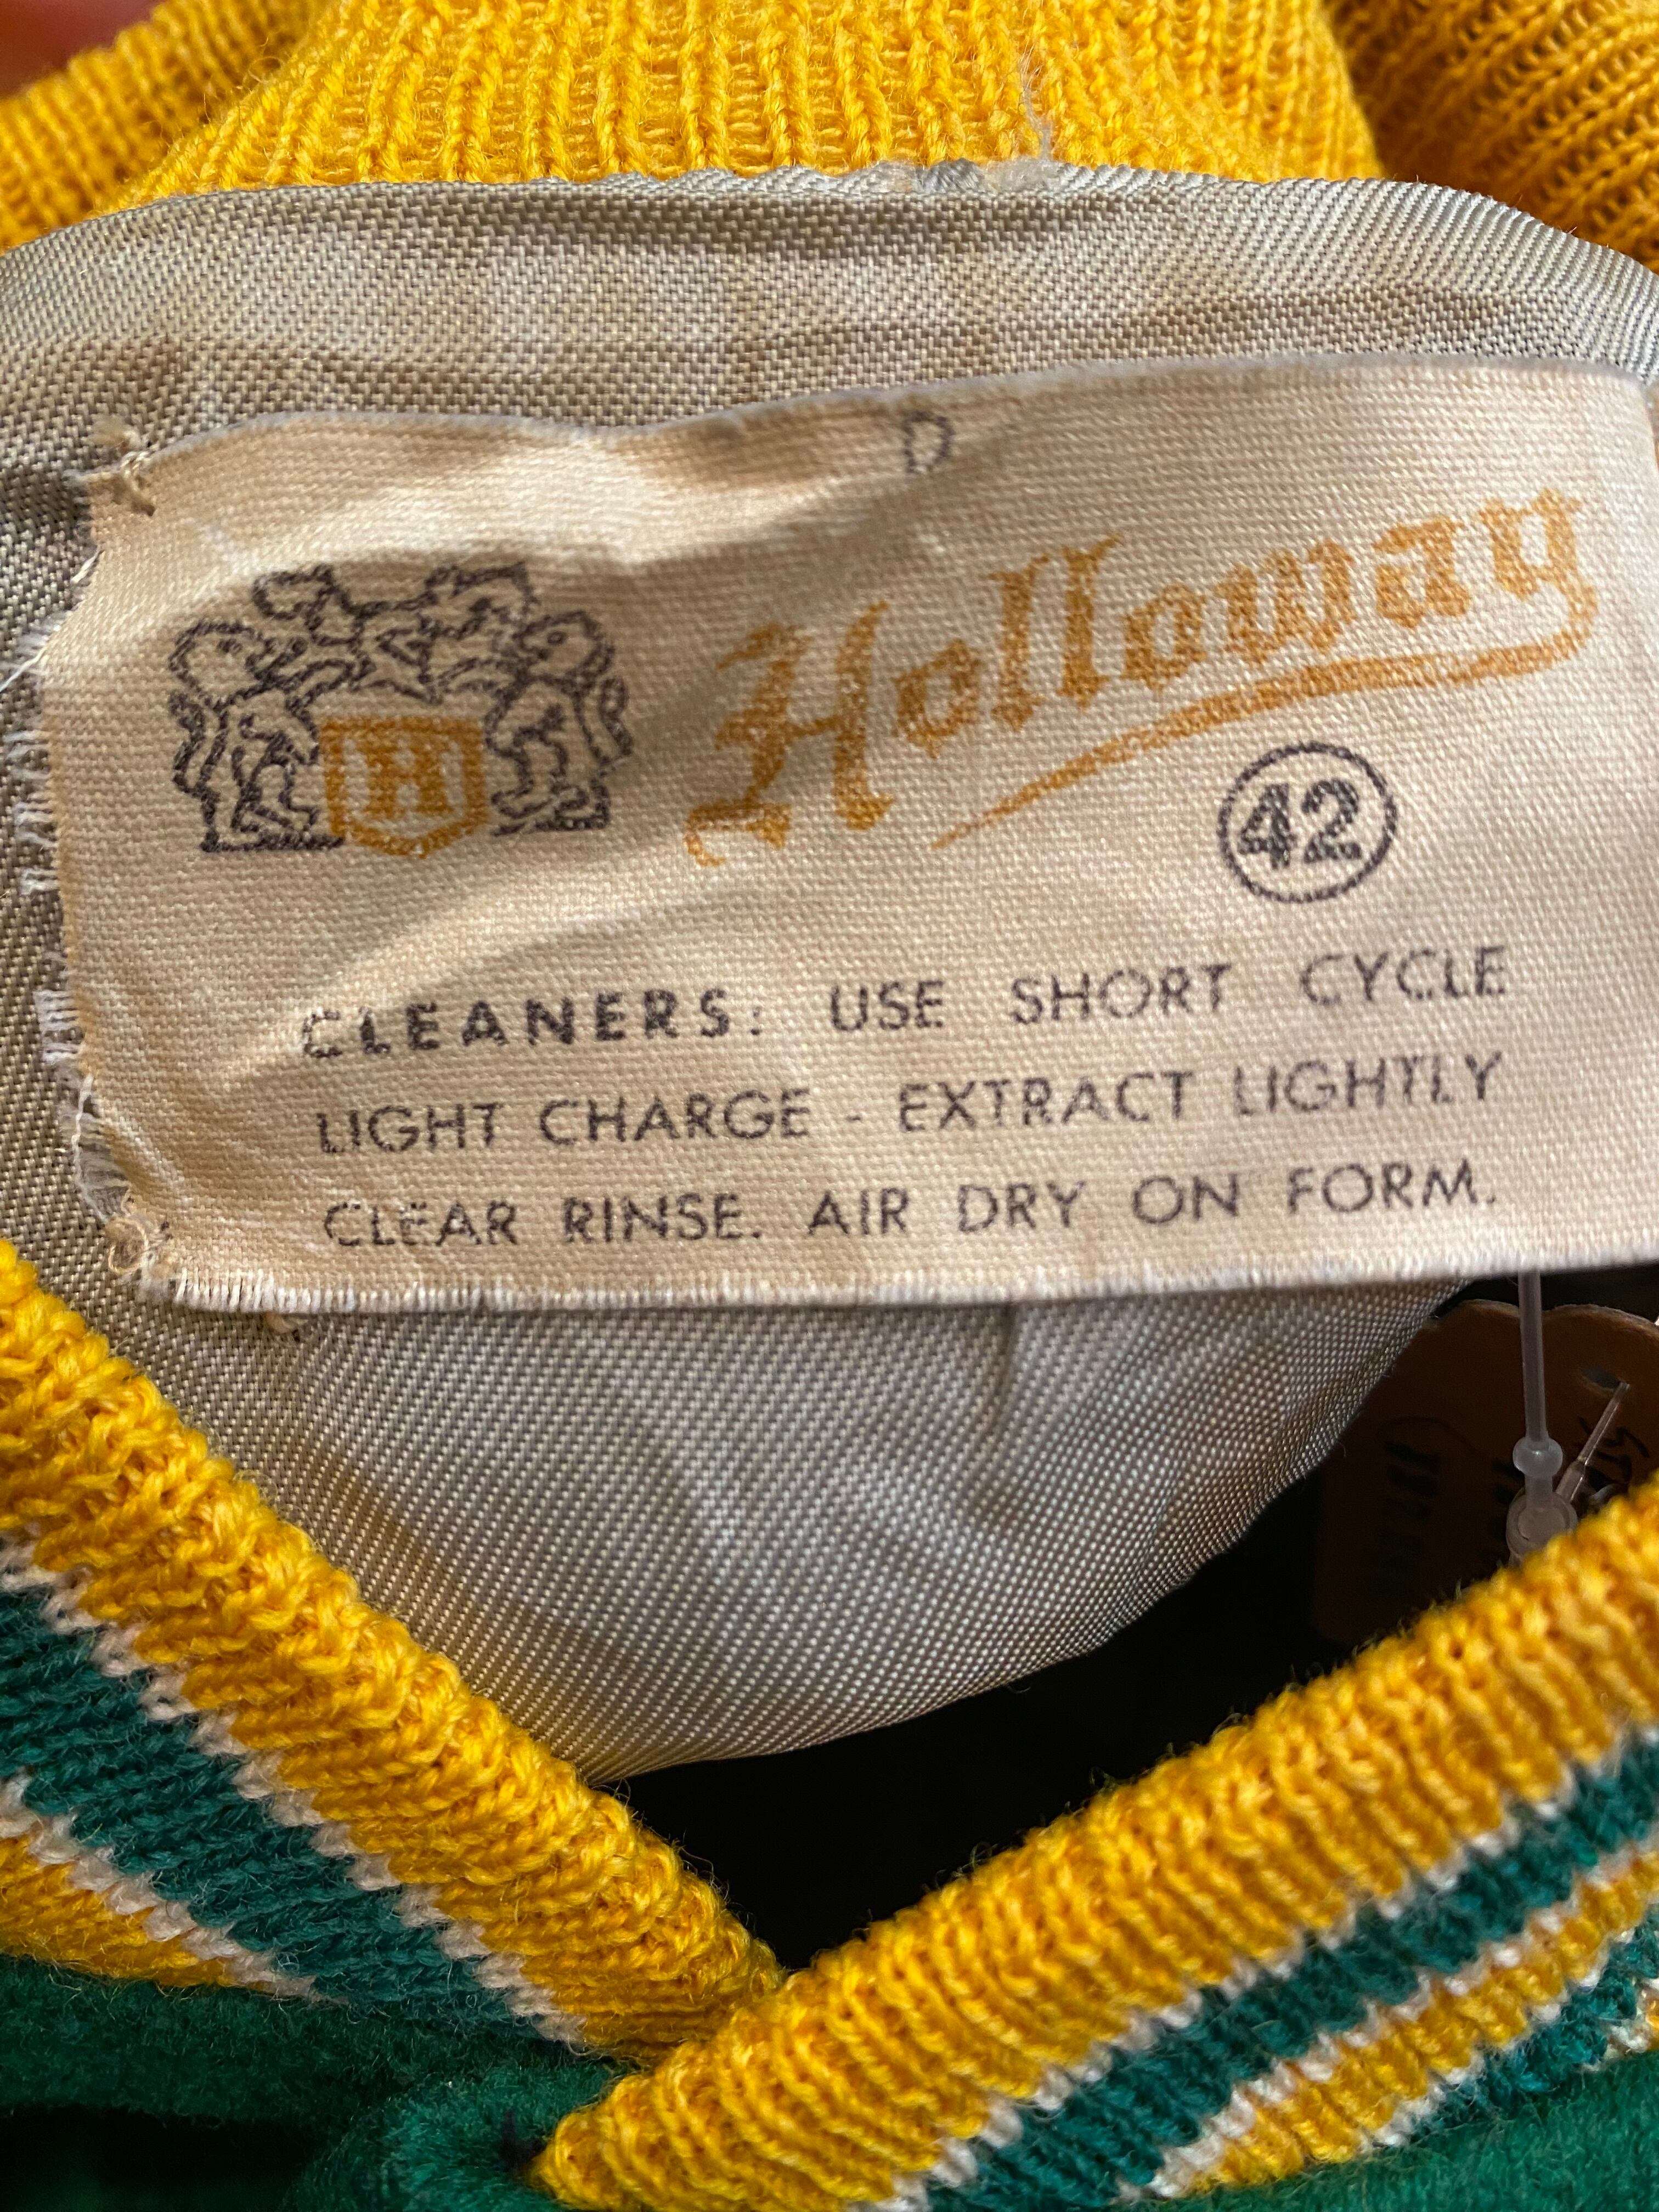 D
Holloway
H
42
CLEANERS: USE SHORT CYCLE
LIGHT CHARGE - EXTRACT LIGHTLY
CLEAR RINSE. AIR DRY ON FORM.